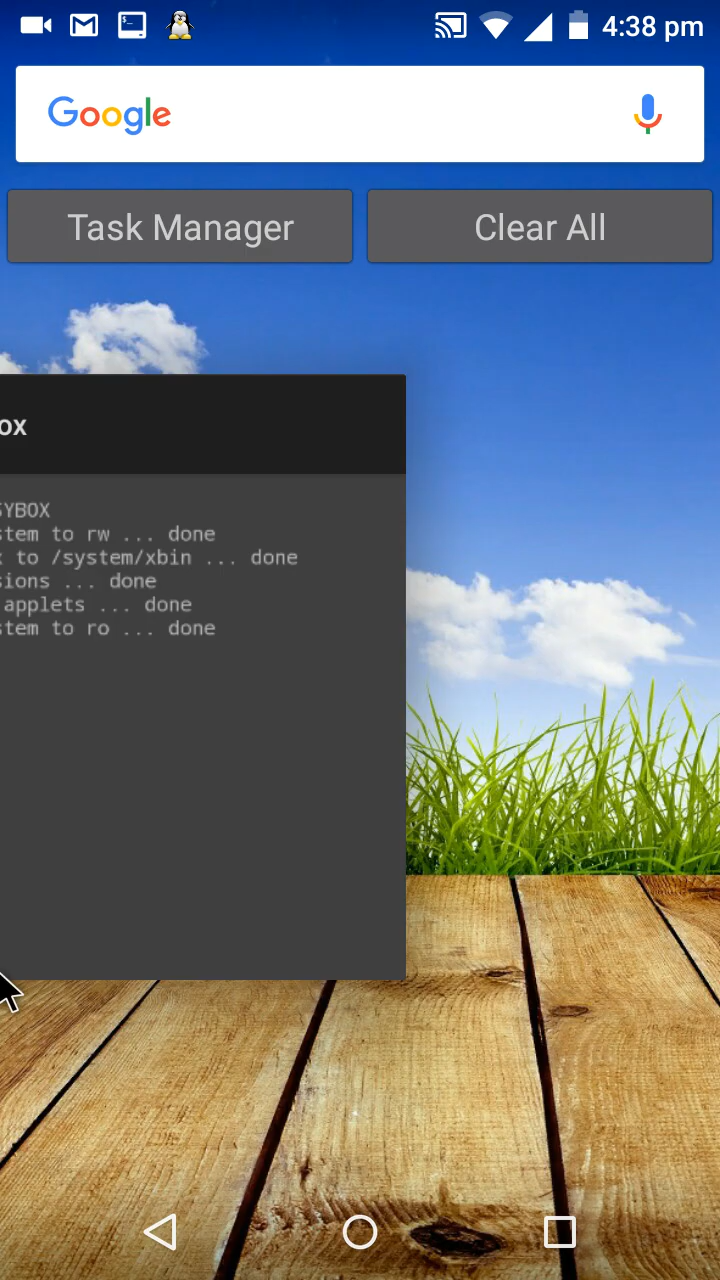 4:38 pm
Google
Task Manager
Clear All
ox
SYBOX
stem to rw ... done
x to /system/xbin ... done
sions ... done
applets ... done
stem to ro ... done